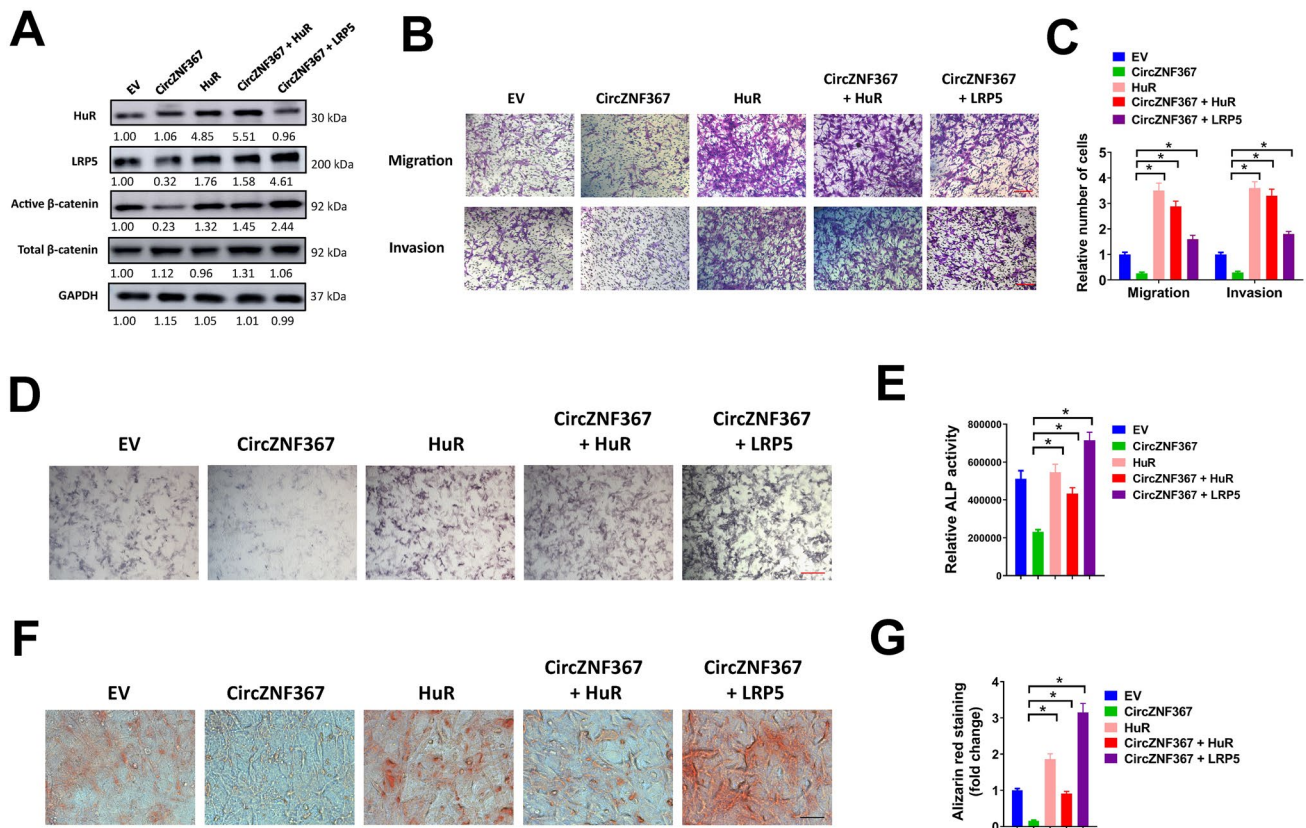 A
EV
CircZNF367
HuR
CircZNF367 + HuR
CircZNF367 + LRP5
HuR
30 kDa
1.00 1.06 4.85 5.51 0.96
LRP5
200 kDa
1.00 0.32 1.76 1.58 4.61
Active β-catenin
92 kDa
1.00 0.23 1.32 1.45 2.44
Total β-catenin
92 kDa
1.00 1.12 0.96 1.31 1.06
GAPDH
37 kDa
1.00 1.15 1.05 1.01 0.99
B
EV
CircZNF367
HuR
CircZNF367
+ HuR
CircZNF367
+ LRP5
Migration
Invasion
C
EV
CircZNF367
HuR
CircZNF367 + HuR
CircZNF367 + LRP5
Relative number of cells
5
4
3
2
1
0
* * *
* * *
Migration
Invasion
D
EV
CircZNF367
HuR
CircZNF367
+ HuR
CircZNF367
+ LRP5
E
Relative ALP activity
800000
600000
400000
200000
0
* * *
EV
CircZNF367
HuR
CircZNF367 + HuR
CircZNF367 + LRP5
F
EV
CircZNF367
HuR
CircZNF367
+ HuR
CircZNF367
+ LRP5
G
Alizarin red staining
(fold change)
4
3
2
1
0
* * *
EV
CircZNF367
HuR
CircZNF367 + HuR
CircZNF367 + LRP5